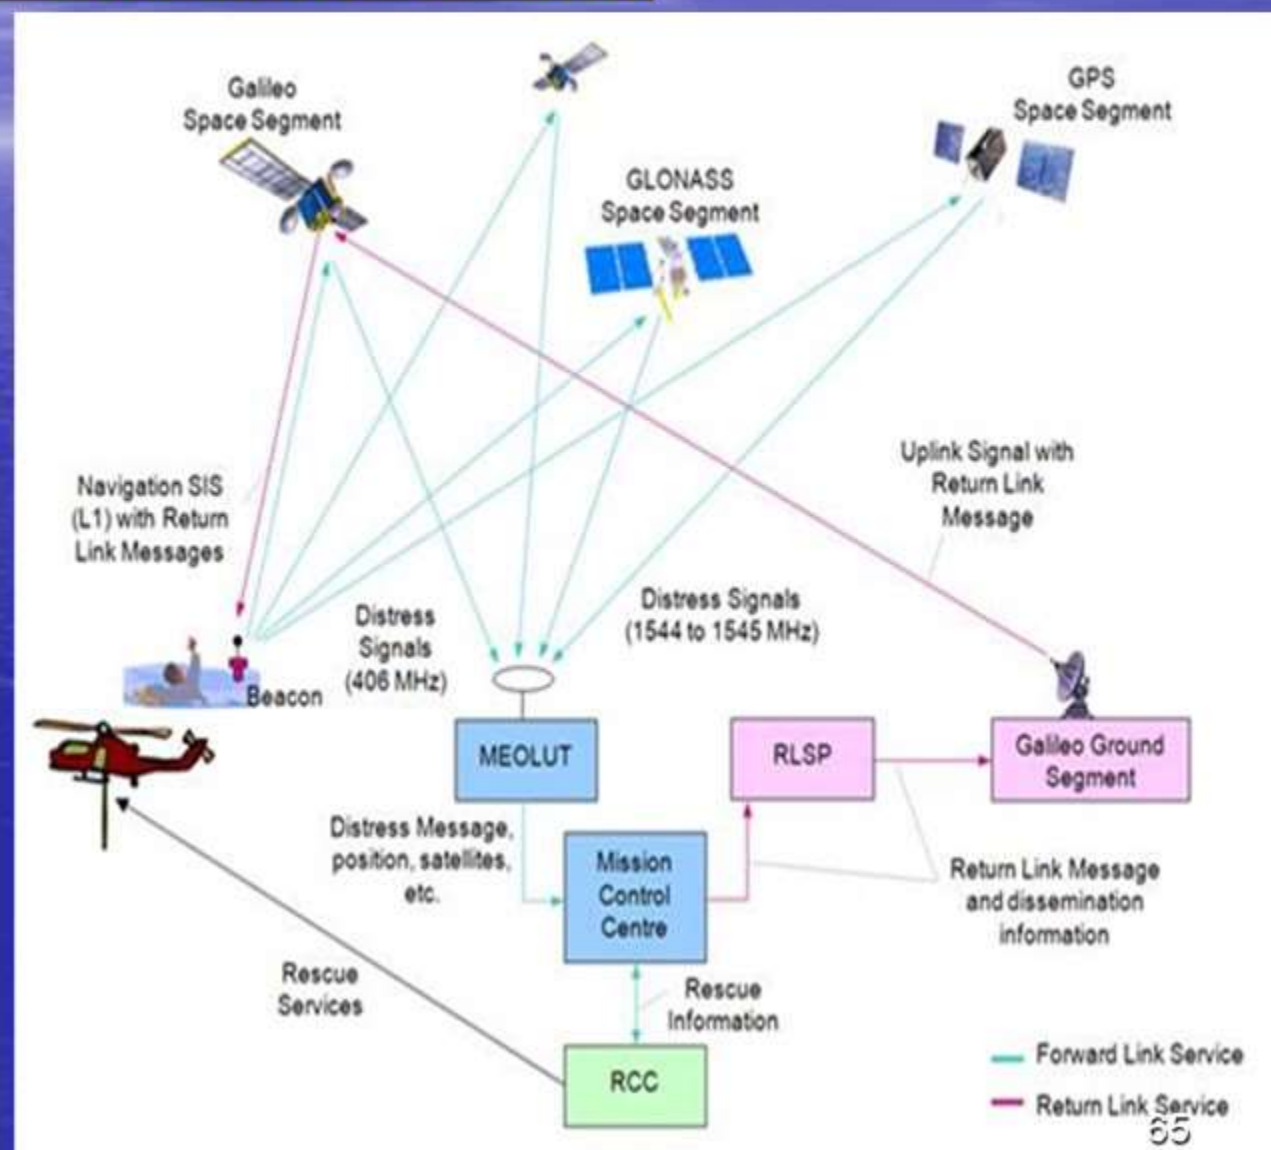 Galileo
Space Segment
GPS
Space Segment
GLONASS
Space Segment
Uplink Signal with
Return Link
Message
Navigation SIS
(L1) with Return
Link Messages
Distress
Signals
(406 MHz)
Distress Signals
(1544 to 1545 MHz)
Beacon
MEOLUT
RLSP
Galileo Ground
Segment
Distress Message,
position, satellites,
etc.
Mission
Control
Centre
Return Link Message
and dissemination
information
Rescue
Services
Rescue
Information
RCC
Forward Link Service
Return Link Service
65